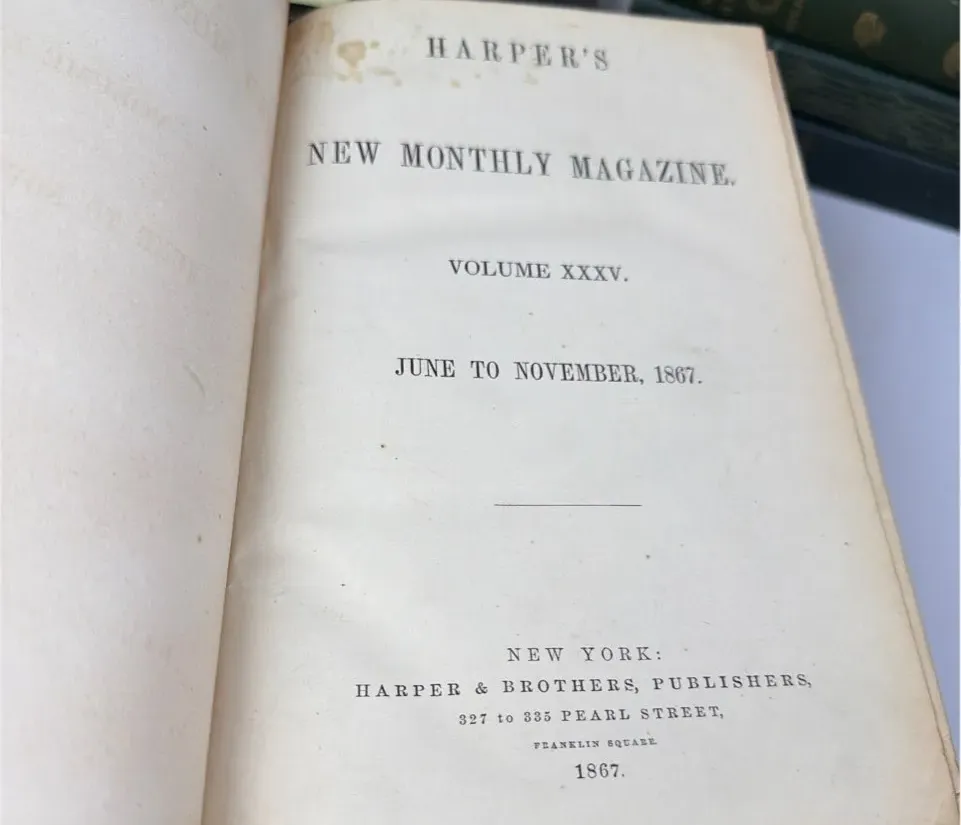 HARPER'S
NEW MONTHLY MAGAZINE.
VOLUME XXXV.
JUNE TO NOVEMBER, 1867.
NEW YORK:
HARPER & BROTHERS, PUBLISHERS,
327 to 335 PEARL STREET,
FRANKLIN SQUARE.
1867.